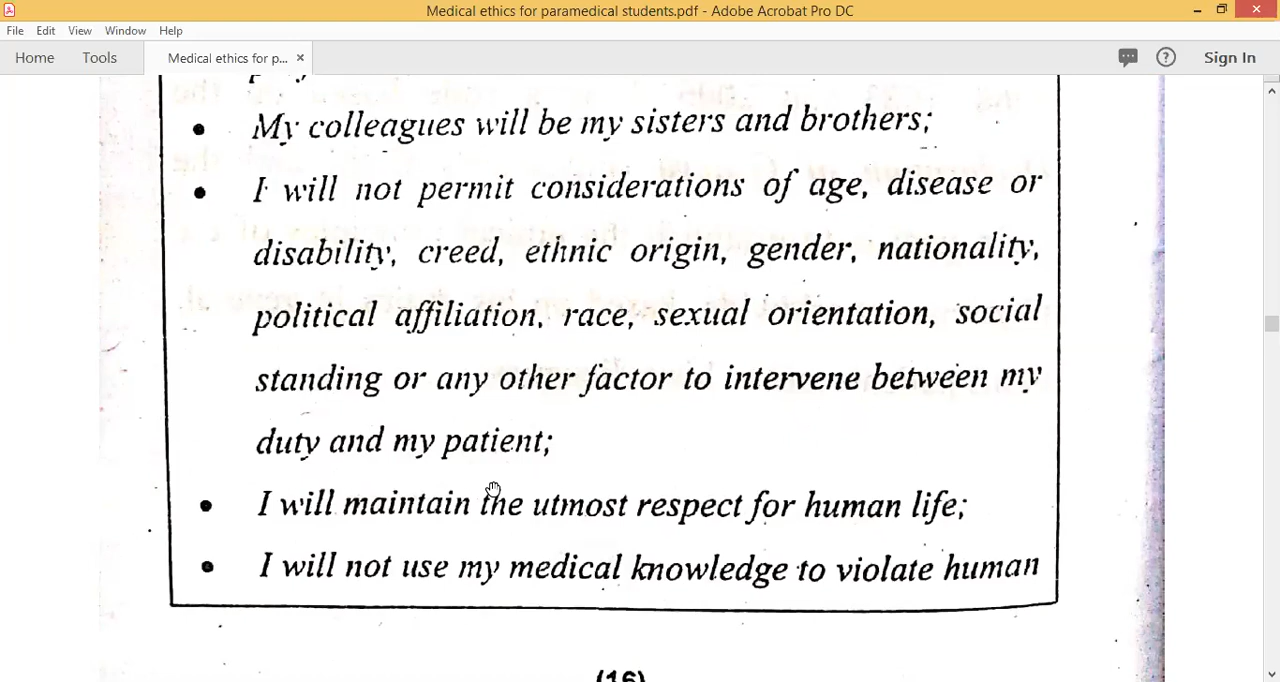 Medical ethics for paramedical students.pdf - Adobe Acrobat Pro DC
File Edit View Window Help
Home Tools Medical ethics for p... × Sign In
• My colleagues will be my sisters and brothers;
• I will not permit considerations of age, disease or
disability, creed, ethnic origin, gender, nationality,
political affiliation, race, sexual orientation, social
standing or any other factor to intervene between my
duty and my patient;
• I will maintain the utmost respect for human life;
• I will not use my medical knowledge to violate human
(16)